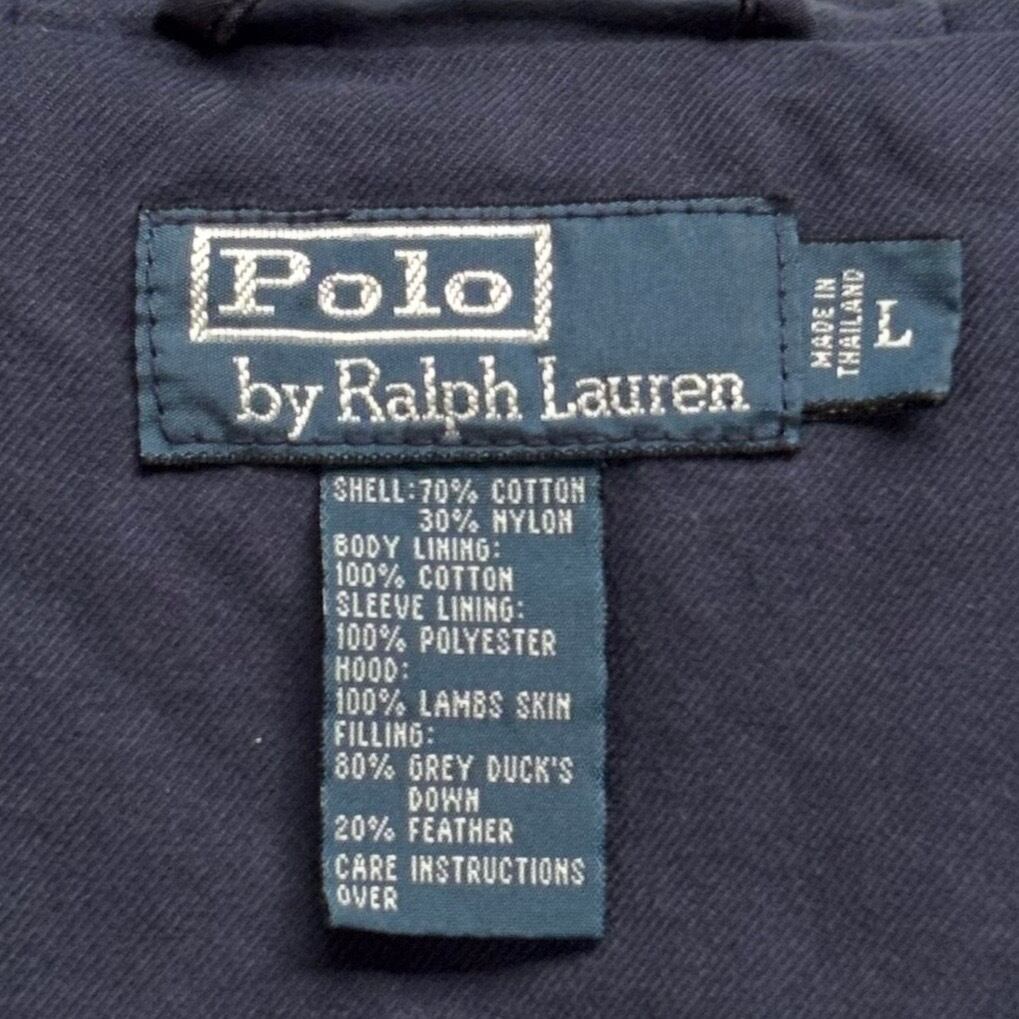 Polo
by Ralph Lauren
MADE IN
THAILAND
L
SHELL:70% COTTON
30% NYLON
BODY LINING:
100% COTTON
SLEEVE LINING:
100% POLYESTER
HOOD:
100% LAMBS SKIN
FILLING:
80% GREY DUCK'S
DOWN
20% FEATHER
CARE INSTRUCTIONS
OVER